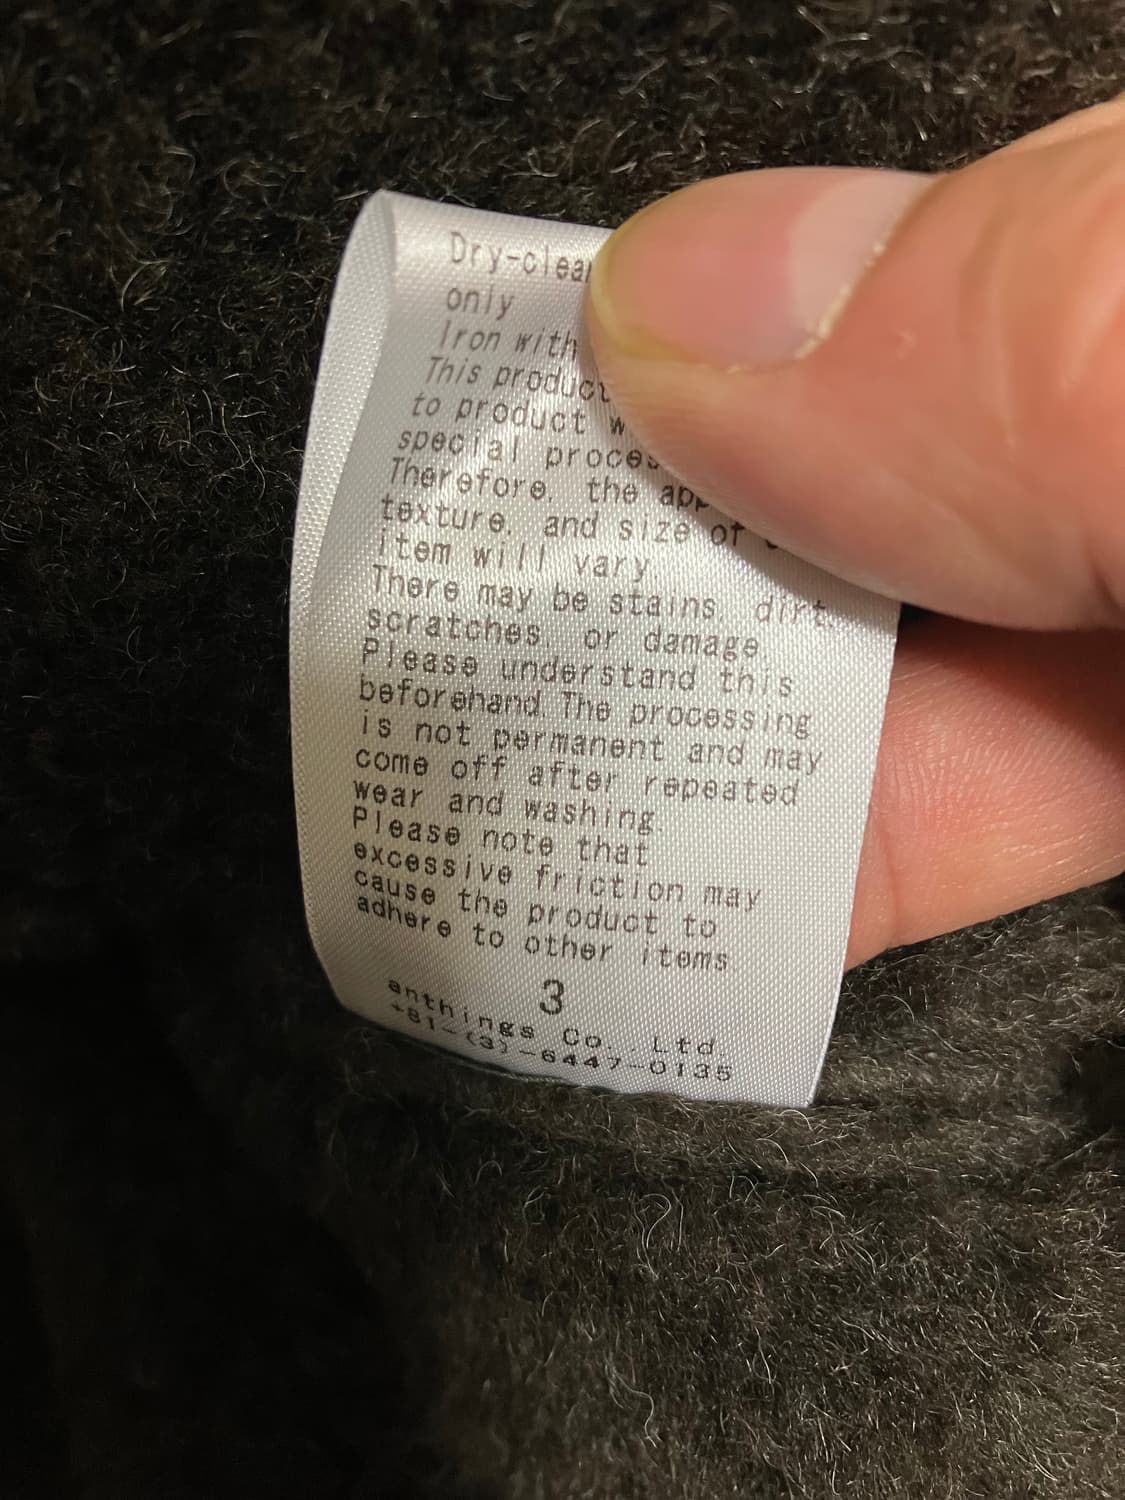 Dry-clea
only
Iron with
This product
to product w
special proces
Therefore, the app
texture, and size of
item will vary.
There may be stains, dirt,
scratches, or damage
Please understand this
beforehand. The processing
is not permanent and may
come off after repeated
wear and washing.
Please note that
excessive friction may
cause the product to
adhere to other items.
3
anthings Co., Ltd.
+81-(3)-6447-0135